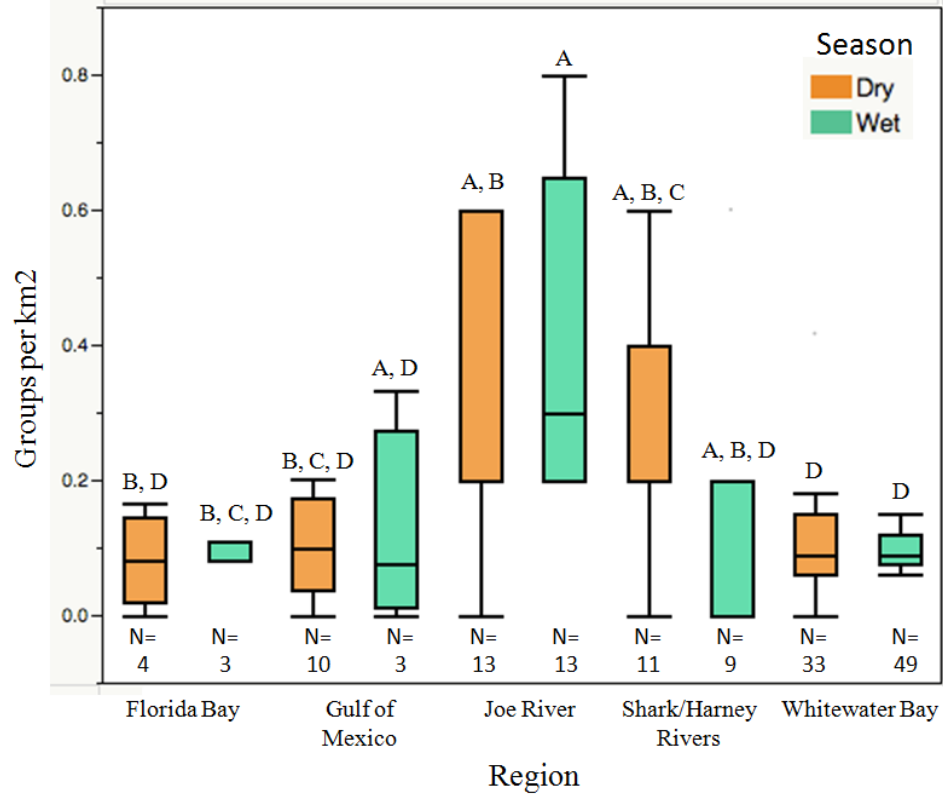 Season
Dry
Wet
Groups per km2
0.8
0.6
0.4
0.2
0.0
B, D
B, C, D
B, C, D
A, D
A, B
A
A, B, C
A, B, D
D
D
N= N= N= N= N= N= N= N= N= N=
4 3 10 3 13 13 11 9 33 49
Florida Bay Gulf of Joe River Shark/Harney Whitewater Bay
Mexico Rivers
Region